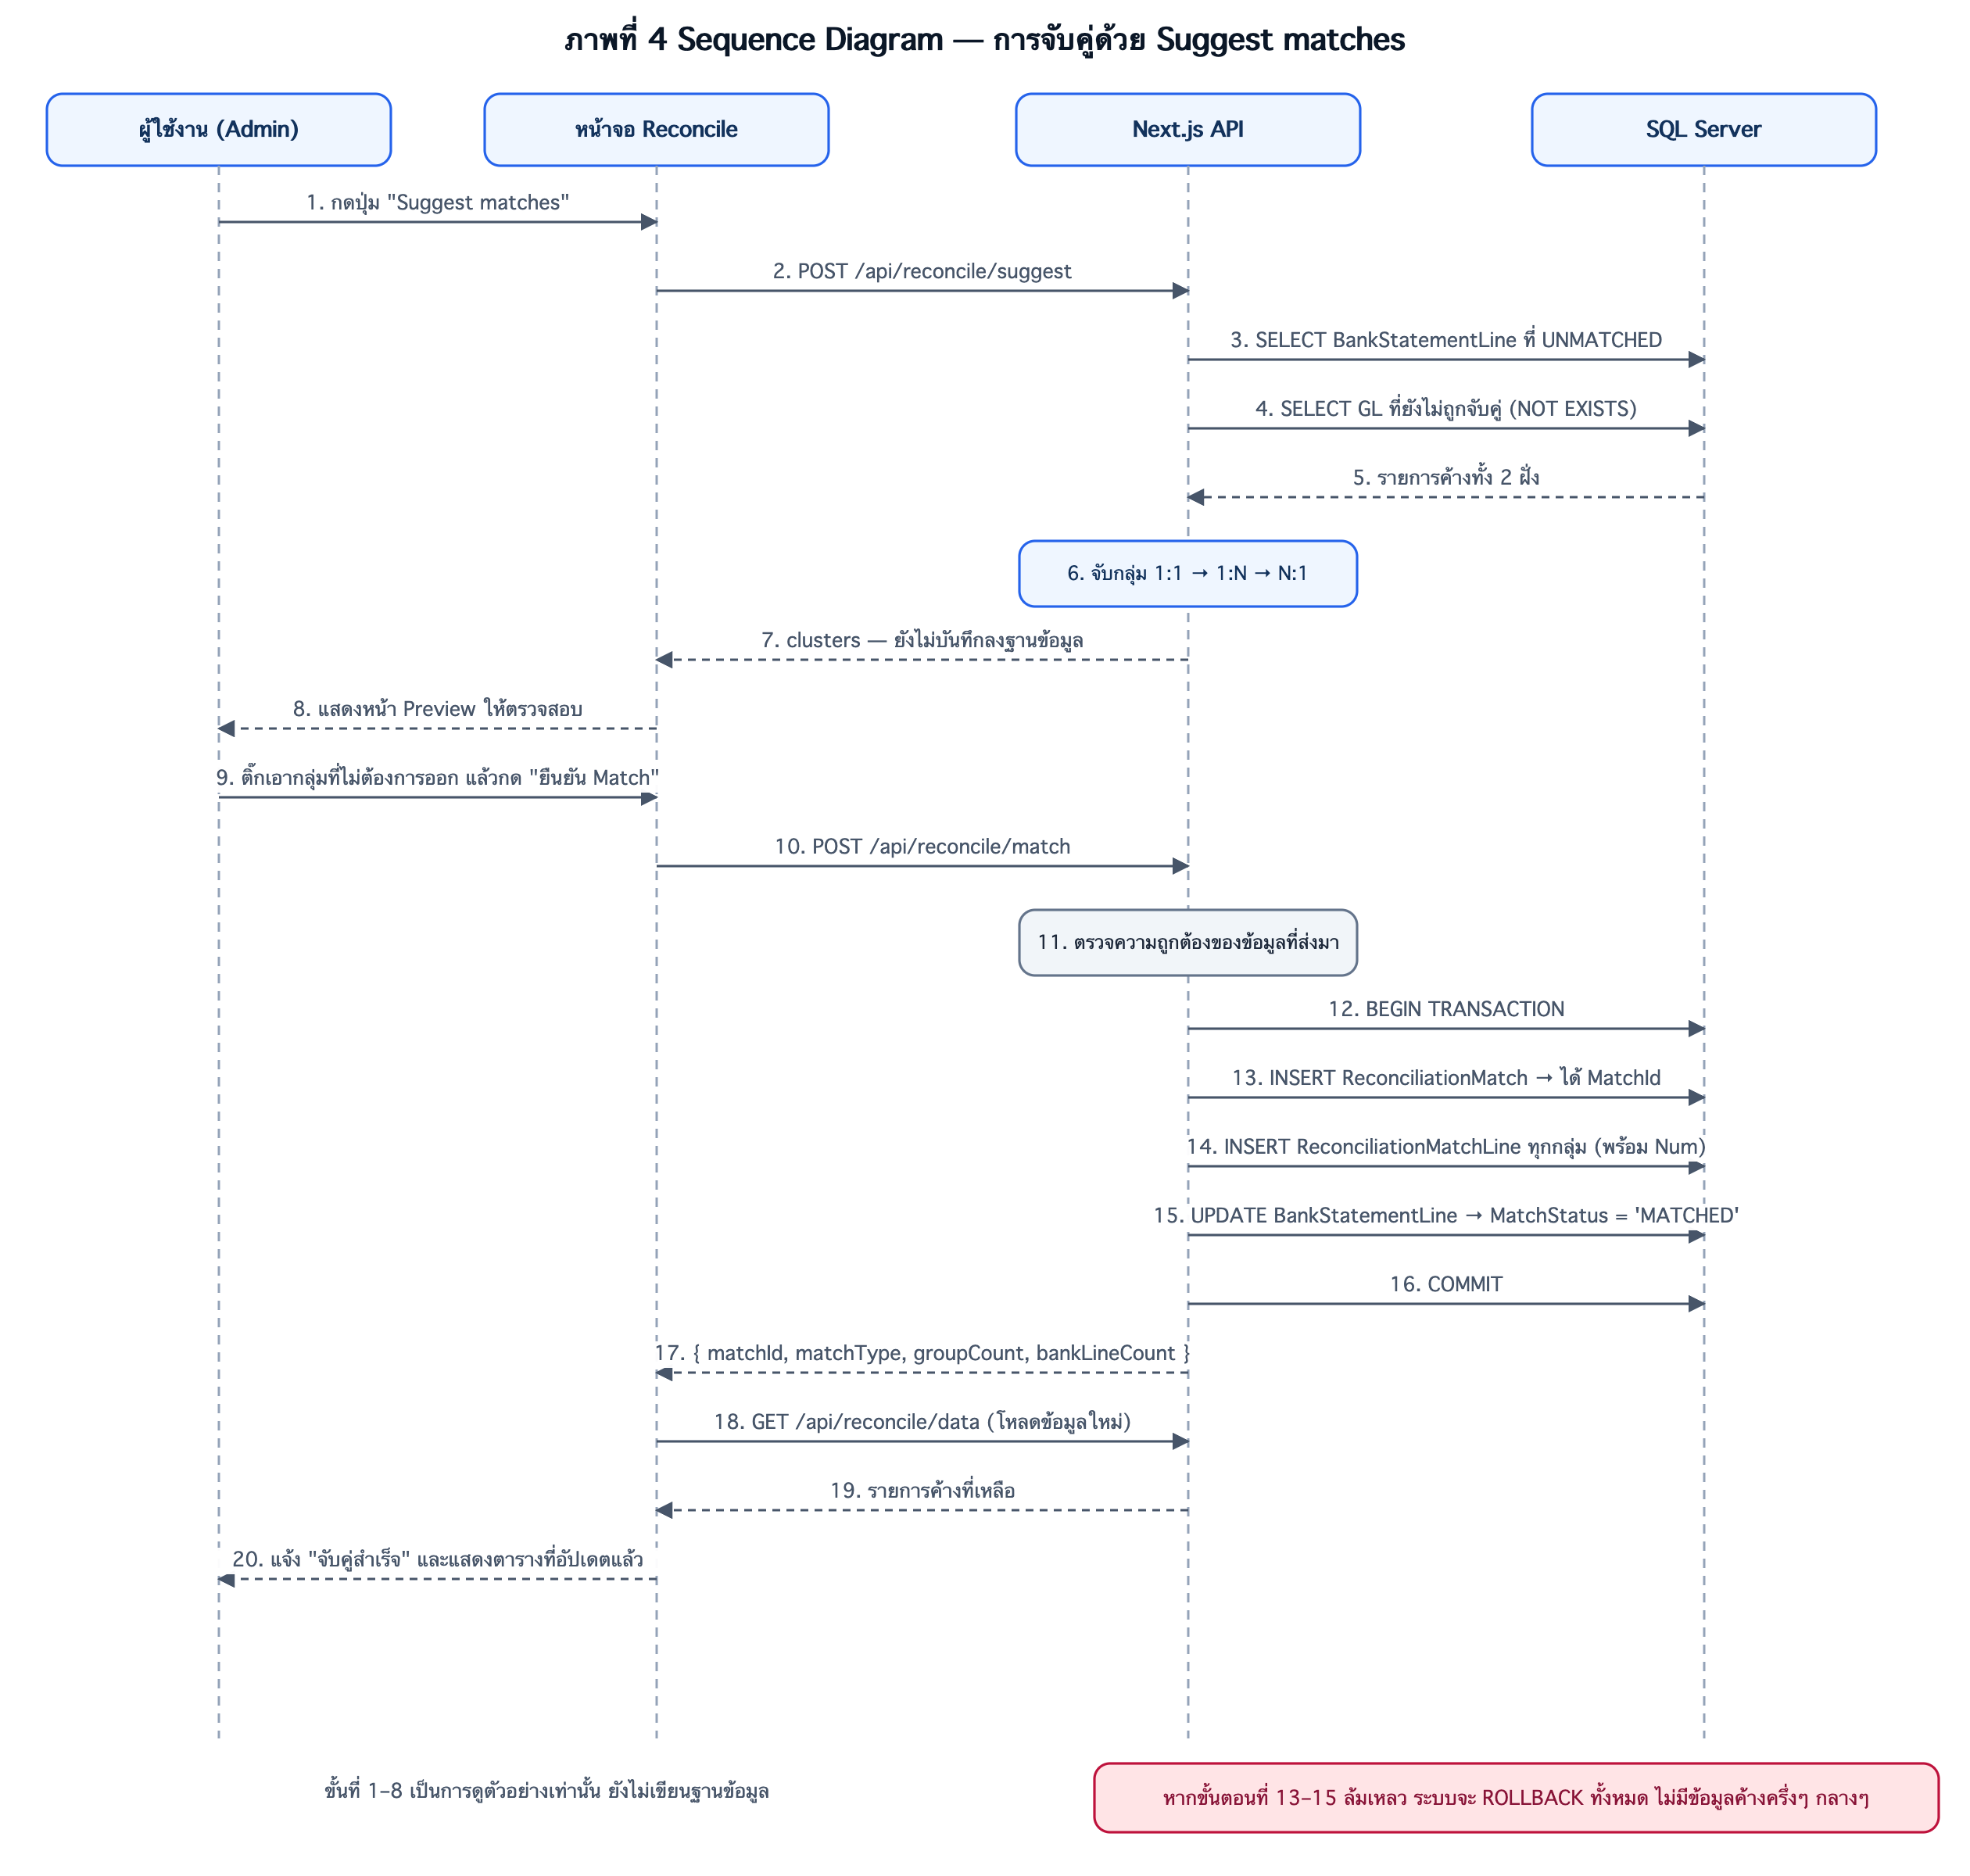 ภาพที่ 4 Sequence Diagram — การจับคู่ด้วย Suggest matches
ผู้ใช้งาน (Admin)
หน้าจอ Reconcile
Next.js API
SQL Server
1. กดปุ่ม "Suggest matches"
2. POST /api/reconcile/suggest
3. SELECT BankStatementLine ที่ UNMATCHED
4. SELECT GL ที่ยังไม่ถูกจับคู่ (NOT EXISTS)
5. รายการค้างทั้ง 2 ฝั่ง
6. จับกลุ่ม 1:1 → 1:N → N:1
7. clusters — ยังไม่บันทึกลงฐานข้อมูล
8. แสดงหน้า Preview ให้ตรวจสอบ
9. ติ๊กเอากลุ่มที่ไม่ต้องการออก แล้วกด "ยืนยัน Match"
10. POST /api/reconcile/match
11. ตรวจความถูกต้องของข้อมูลที่ส่งมา
12. BEGIN TRANSACTION
13. INSERT ReconciliationMatch → ได้ MatchId
14. INSERT ReconciliationMatchLine ทุกกลุ่ม (พร้อม Num)
15. UPDATE BankStatementLine → MatchStatus = 'MATCHED'
16. COMMIT
17. { matchId, matchType, groupCount, bankLineCount }
18. GET /api/reconcile/data (โหลดข้อมูลใหม่)
19. รายการค้างที่เหลือ
20. แจ้ง "จับคู่สำเร็จ" และแสดงตารางที่อัปเดตแล้ว
ขั้นที่ 1–8 เป็นการดูตัวอย่างเท่านั้น ยังไม่เขียนฐานข้อมูล
หากขั้นตอนที่ 13–15 ล้มเหลว ระบบจะ ROLLBACK ทั้งหมด ไม่มีข้อมูลค้างครึ่งๆ กลางๆ